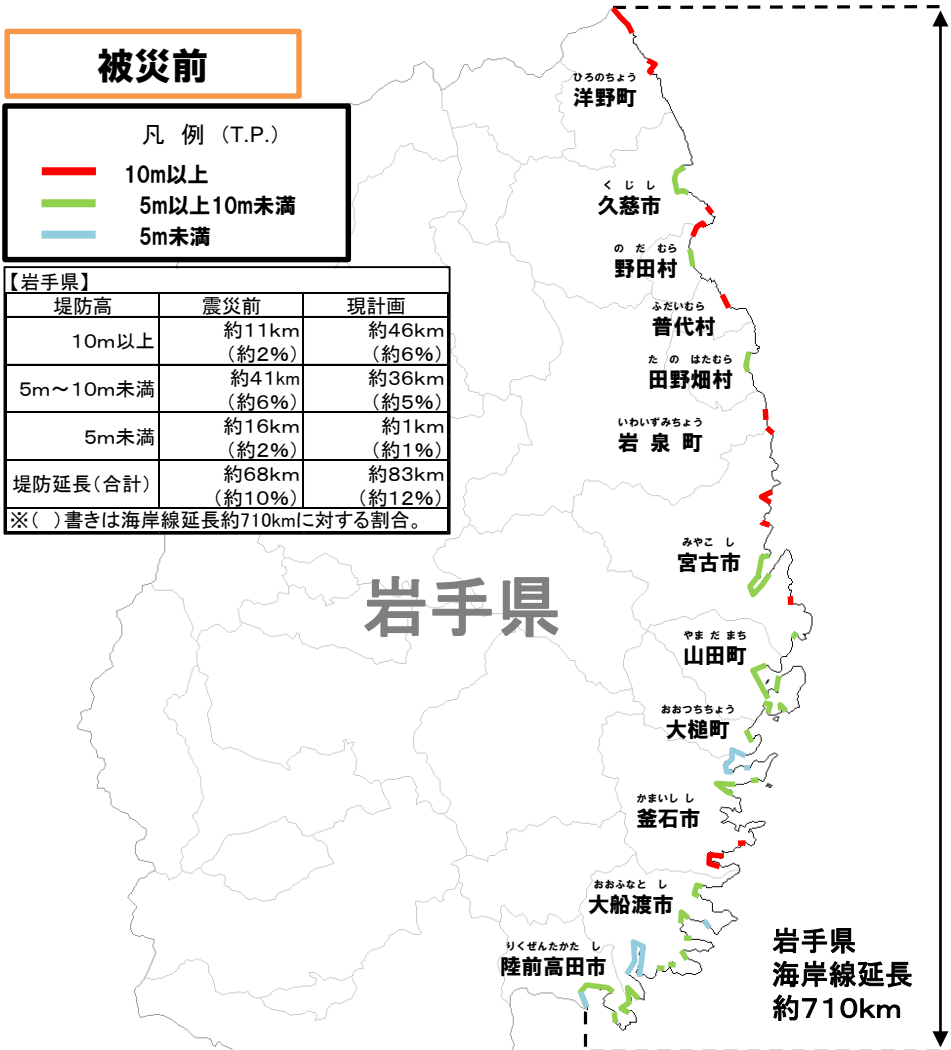 被災前
凡 例 (T.P.)
10m以上
5m以上10m未満
5m未満
【岩手県】
堤防高 震災前 現計画
10m以上 約11km (約2%) 約46km (約6%)
5m～10m未満 約41km (約6%) 約36km (約5%)
5m未満 約16km (約2%) 約1km (約1%)
堤防延長(合計) 約68km (約10%) 約83km (約12%)
※( )書きは海岸線延長約710kmに対する割合。
ひろのちょう
洋野町
くじし
久慈市
のだむら
野田村
ふだいむら
普代村
たのはたむら
田野畑村
いわいずみちょう
岩泉町
みやこし
宮古市
岩手県
やまだまち
山田町
おおつちちょう
大槌町
かまいしし
釜石市
おおふなとし
大船渡市
りくぜんたかたし
陸前高田市
岩手県
海岸線延長
約710km